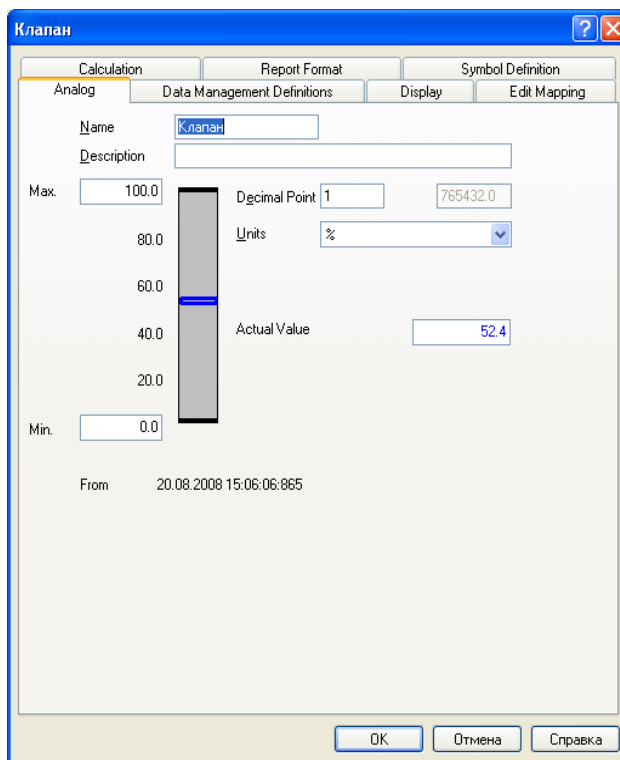 Клапан
Calculation Report Format Symbol Definition
Analog Data Management Definitions Display Edit Mapping
Name Клапан
Description
Max. 100.0 Decimal Point 1 765432.0
80.0 Units %
60.0
40.0 Actual Value 52.4
20.0
Min. 0.0
From 20.08.2008 15:06:06:865
OK Отмена Справка